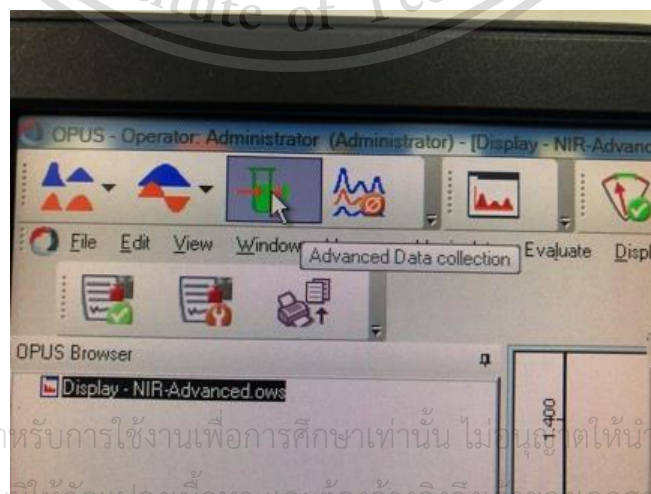 itute of Tec
OPUS - Operator: Administrator (Administrator) - [Display - NIR-Advanc
File Edit View Window Evaluate Displ
Advanced Data collection
OPUS Browser
Display - NIR-Advanced.ows
1.400
หรับการใช้งานเพื่อการศึกษาเท่านั้น ไม่อนุญาตให้นำ